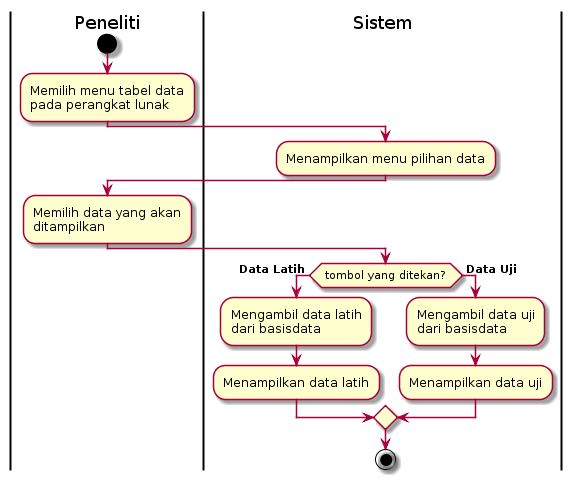 Peneliti
Sistem
Memilih menu tabel data
pada perangkat lunak
Menampilkan menu pilihan data
Memilih data yang akan
ditampilkan
tombol yang ditekan?
Data Latih
Data Uji
Mengambil data latih
dari basisdata
Menampilkan data latih
Mengambil data uji
dari basisdata
Menampilkan data uji